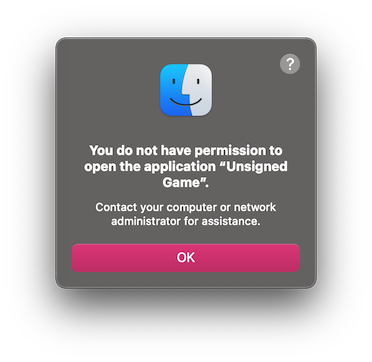 ?
You do not have permission to
open the application “Unsigned
Game”.
Contact your computer or network
administrator for assistance.
OK